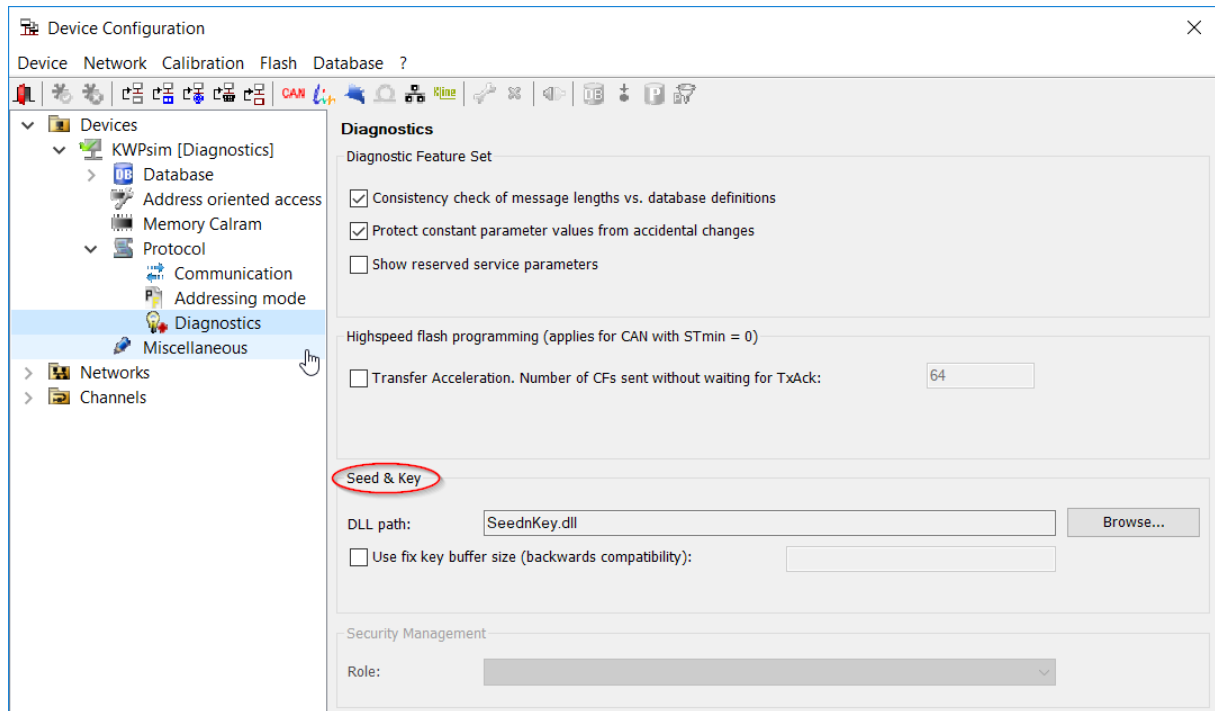 Device Configuration
Device Network Calibration Flash Database ?
CAN
Kline
DB
P
Devices
KWPsim [Diagnostics]
DB Database
Address oriented access
Memory Calram
Protocol
Communication
P Addressing mode
Diagnostics
Miscellaneous
Networks
Channels
Diagnostics
Diagnostic Feature Set
Consistency check of message lengths vs. database definitions
Protect constant parameter values from accidental changes
Show reserved service parameters
Highspeed flash programming (applies for CAN with STmin = 0)
Transfer Acceleration. Number of CFs sent without waiting for TxAck: 64
Seed & Key
DLL path: SeednKey.dll Browse...
Use fix key buffer size (backwards compatibility):
Security Management
Role: